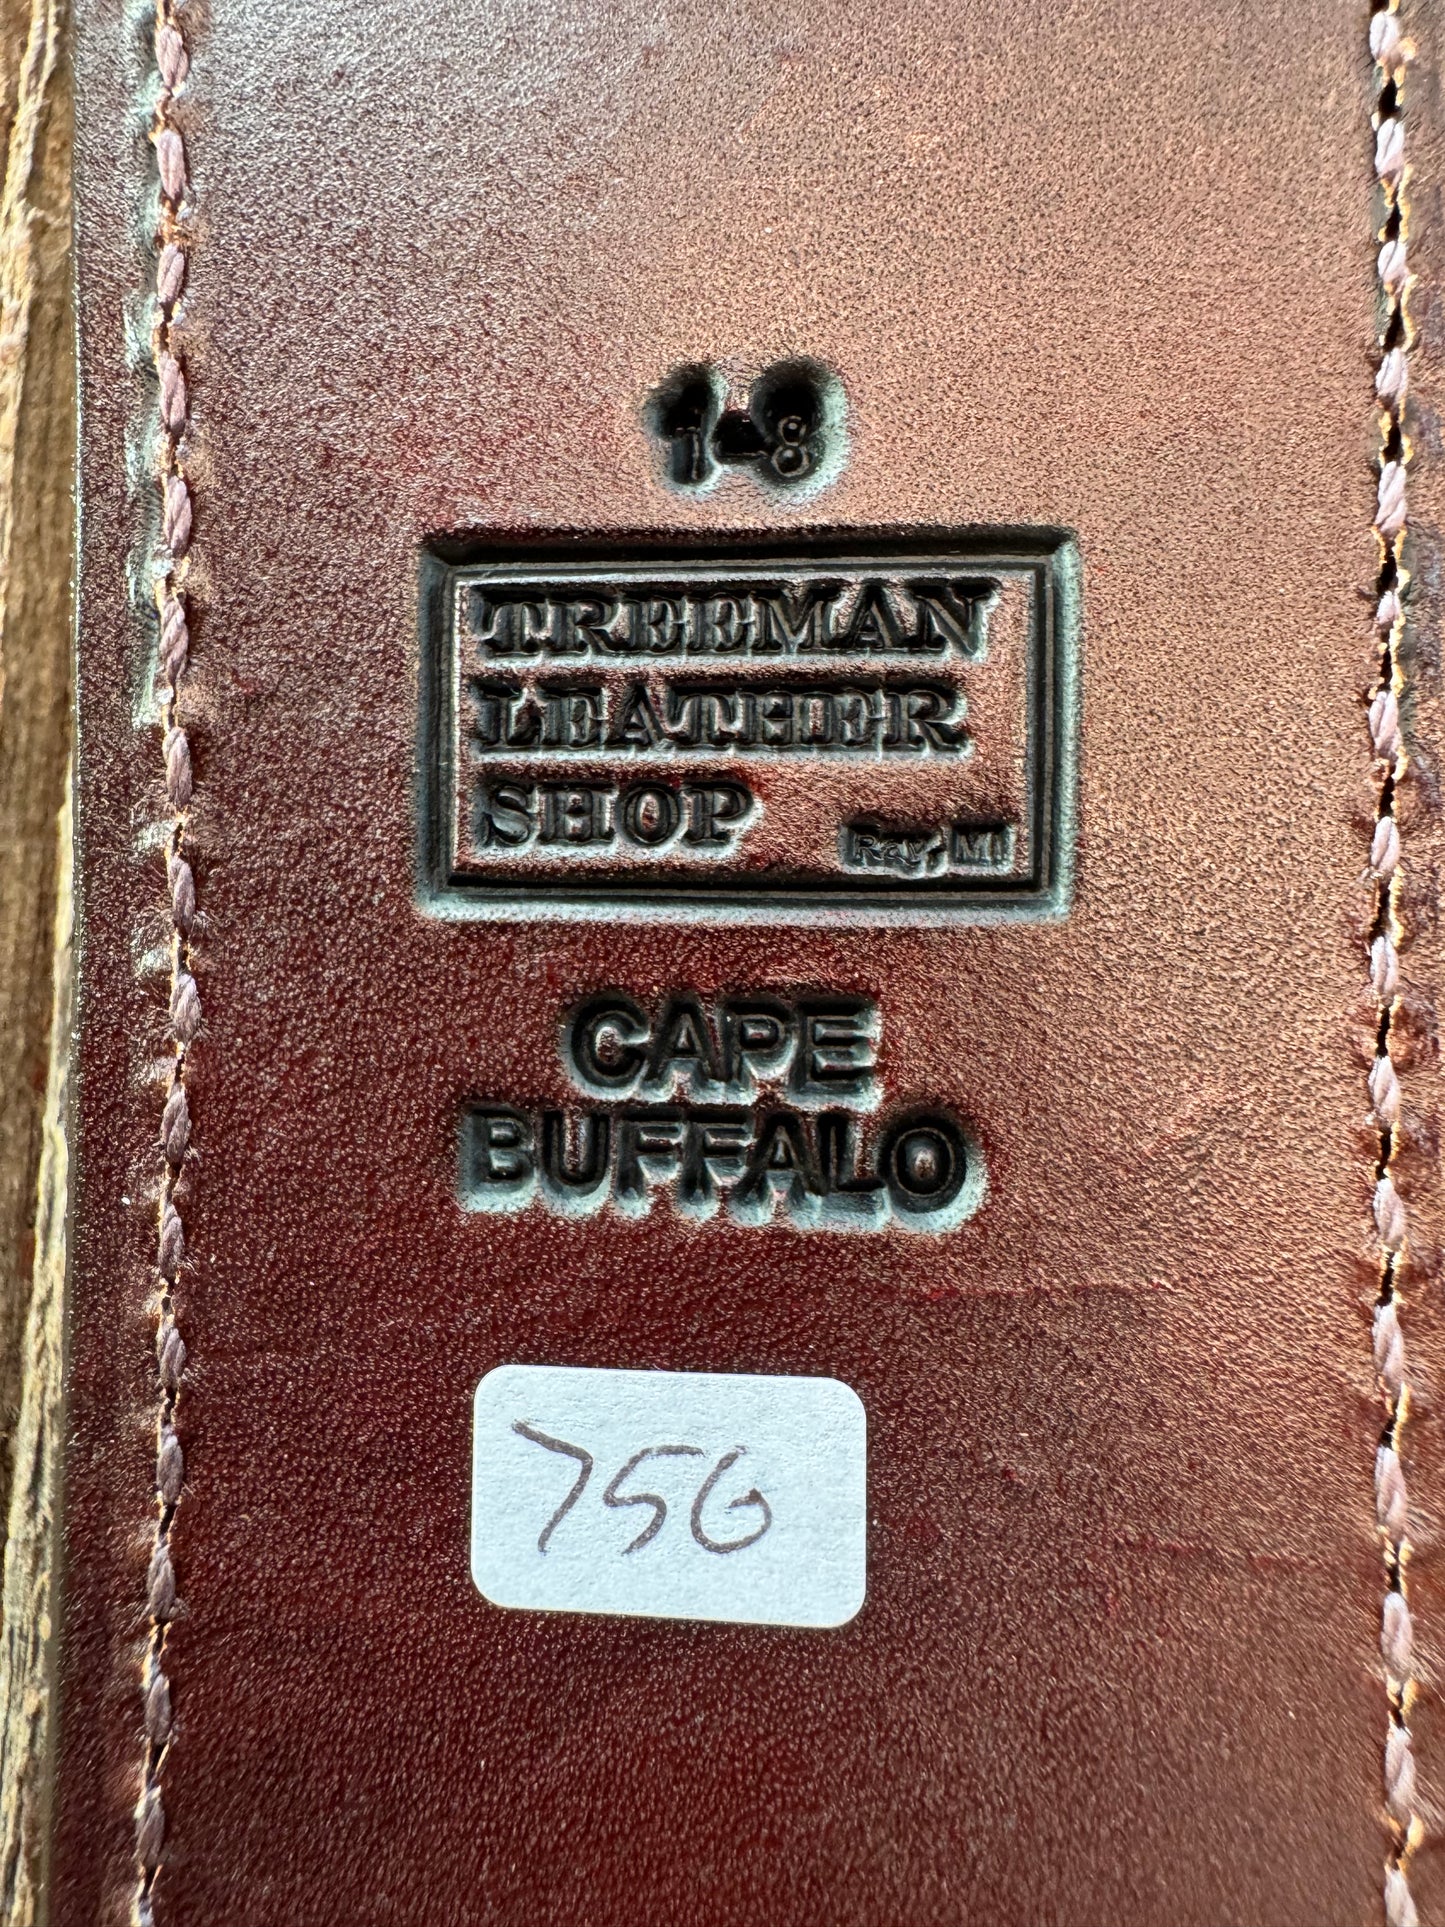 1-8
TREEMAN
LEATHER
SHOP Ray, MI
CAPE
BUFFALO
756